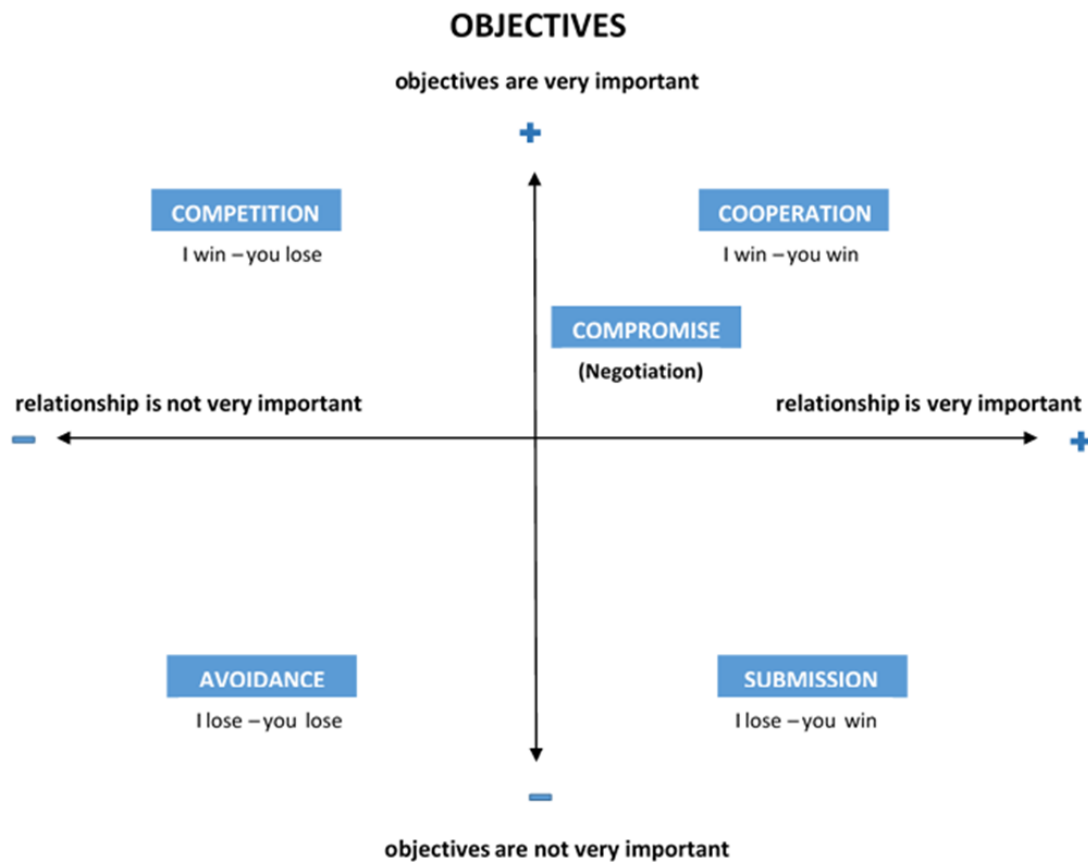 OBJECTIVES
objectives are very important
+
COMPETITION
I win – you lose
COOPERATION
I win – you win
COMPROMISE
(Negotiation)
relationship is not very important
relationship is very important
–
+
AVOIDANCE
I lose – you lose
SUBMISSION
I lose – you win
–
objectives are not very important